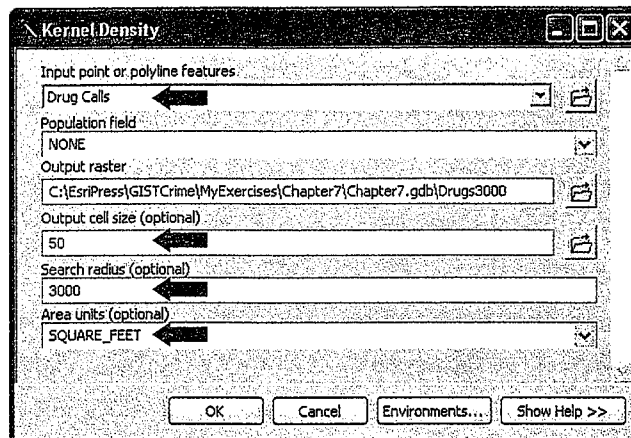 Kernel Density
Input point or polyline features
Drug Calls
Population field
NONE
Output raster
C:\EsriPress\GISTCrime\MyExercises\Chapter7\Chapter7.gdb\Drugs3000
Output cell size (optional)
50
Search radius (optional)
3000
Area units (optional)
SQUARE_FEET
OK Cancel Environments... Show Help >>